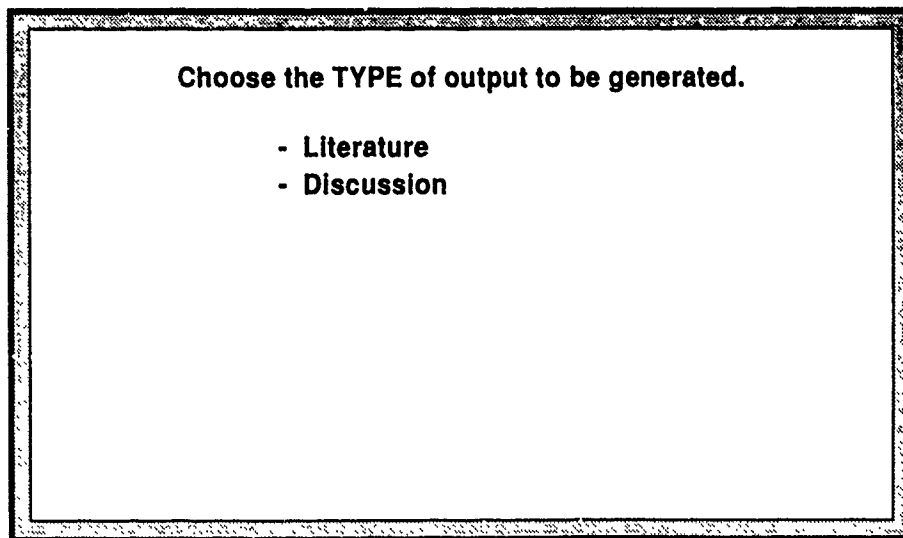 Choose the TYPE of output to be generated.
- Literature
- Discussion